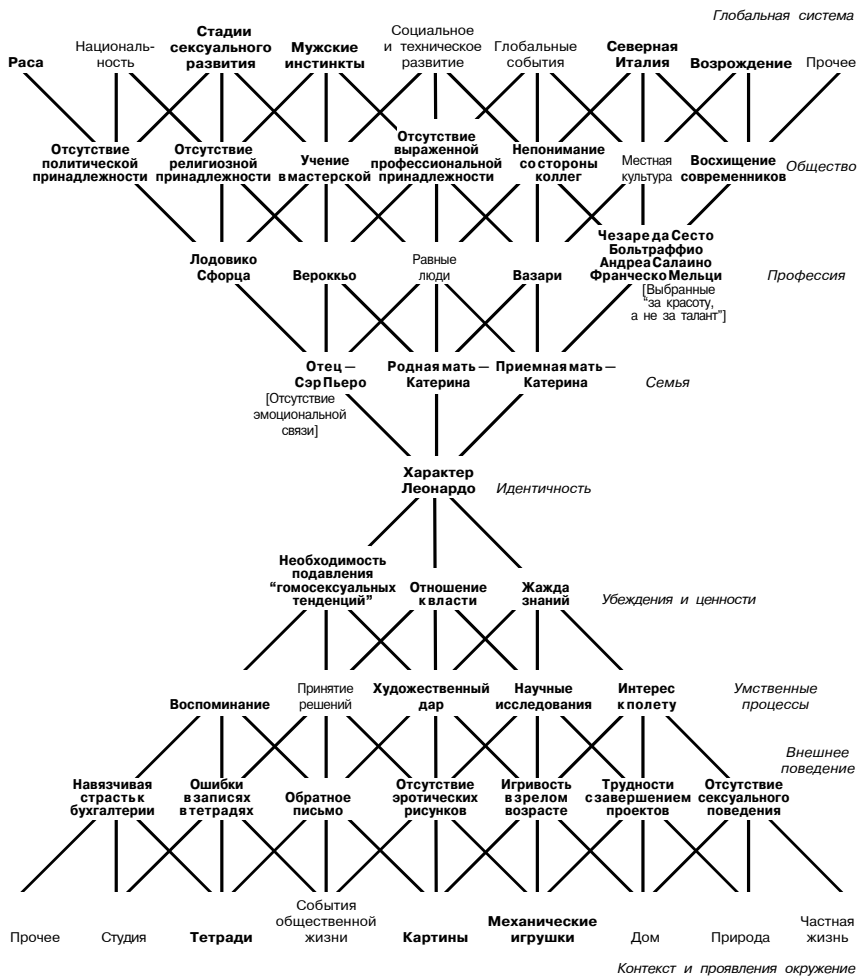 Глобальная система
Раса
Националь-
ность
Стадии
сексуального
развития
Мужские
инстинкты
Социальное
и техническое
развитие
Глобальные
события
Северная
Италия
Возрождение
Прочее
Отсутствие
политической
принадлежности
Отсутствие
религиозной
принадлежности
Учение
в мастерской
Отсутствие
выраженной
профессиональной
принадлежности
Непонимание
со стороны
коллег
Местная
культура
Восхищение
современников
Общество
Лодовико
Сфорца
Вероккьо
Равные
люди
Вазари
Чезаре да Сесто
Больтраффио
Андреа Салаино
Франческо Мельци
[Выбранные
“за красоту,
а не за талант”]
Профессия
Отец —
Сэр Пьеро
[Отсутствие
эмоциональной
связи]
Родная мать —
Катерина
Приемная мать —
Катерина
Семья
Характер
Леонардо
Идентичность
Необходимость
подавления
“гомосексуальных
тенденций”
Отношение
к власти
Жажда
знаний
Убеждения и ценности
Воспоминание
Принятие
решений
Художественный
дар
Научные
исследования
Интерес
к полету
Умственные
процессы
Внешнее
поведение
Навязчивая
страсть к
бухгалтерии
Ошибки
в записях
в тетрадях
Обратное
письмо
Отсутствие
эротических
рисунков
Игривость
в зрелом
возрасте
Трудности
с завершением
проектов
Отсутствие
сексуального
поведения
Прочее
Студия
Тетради
События
общественной
жизни
Картины
Механические
игрушки
Дом
Природа
Частная
жизнь
Контекст и проявления окружение